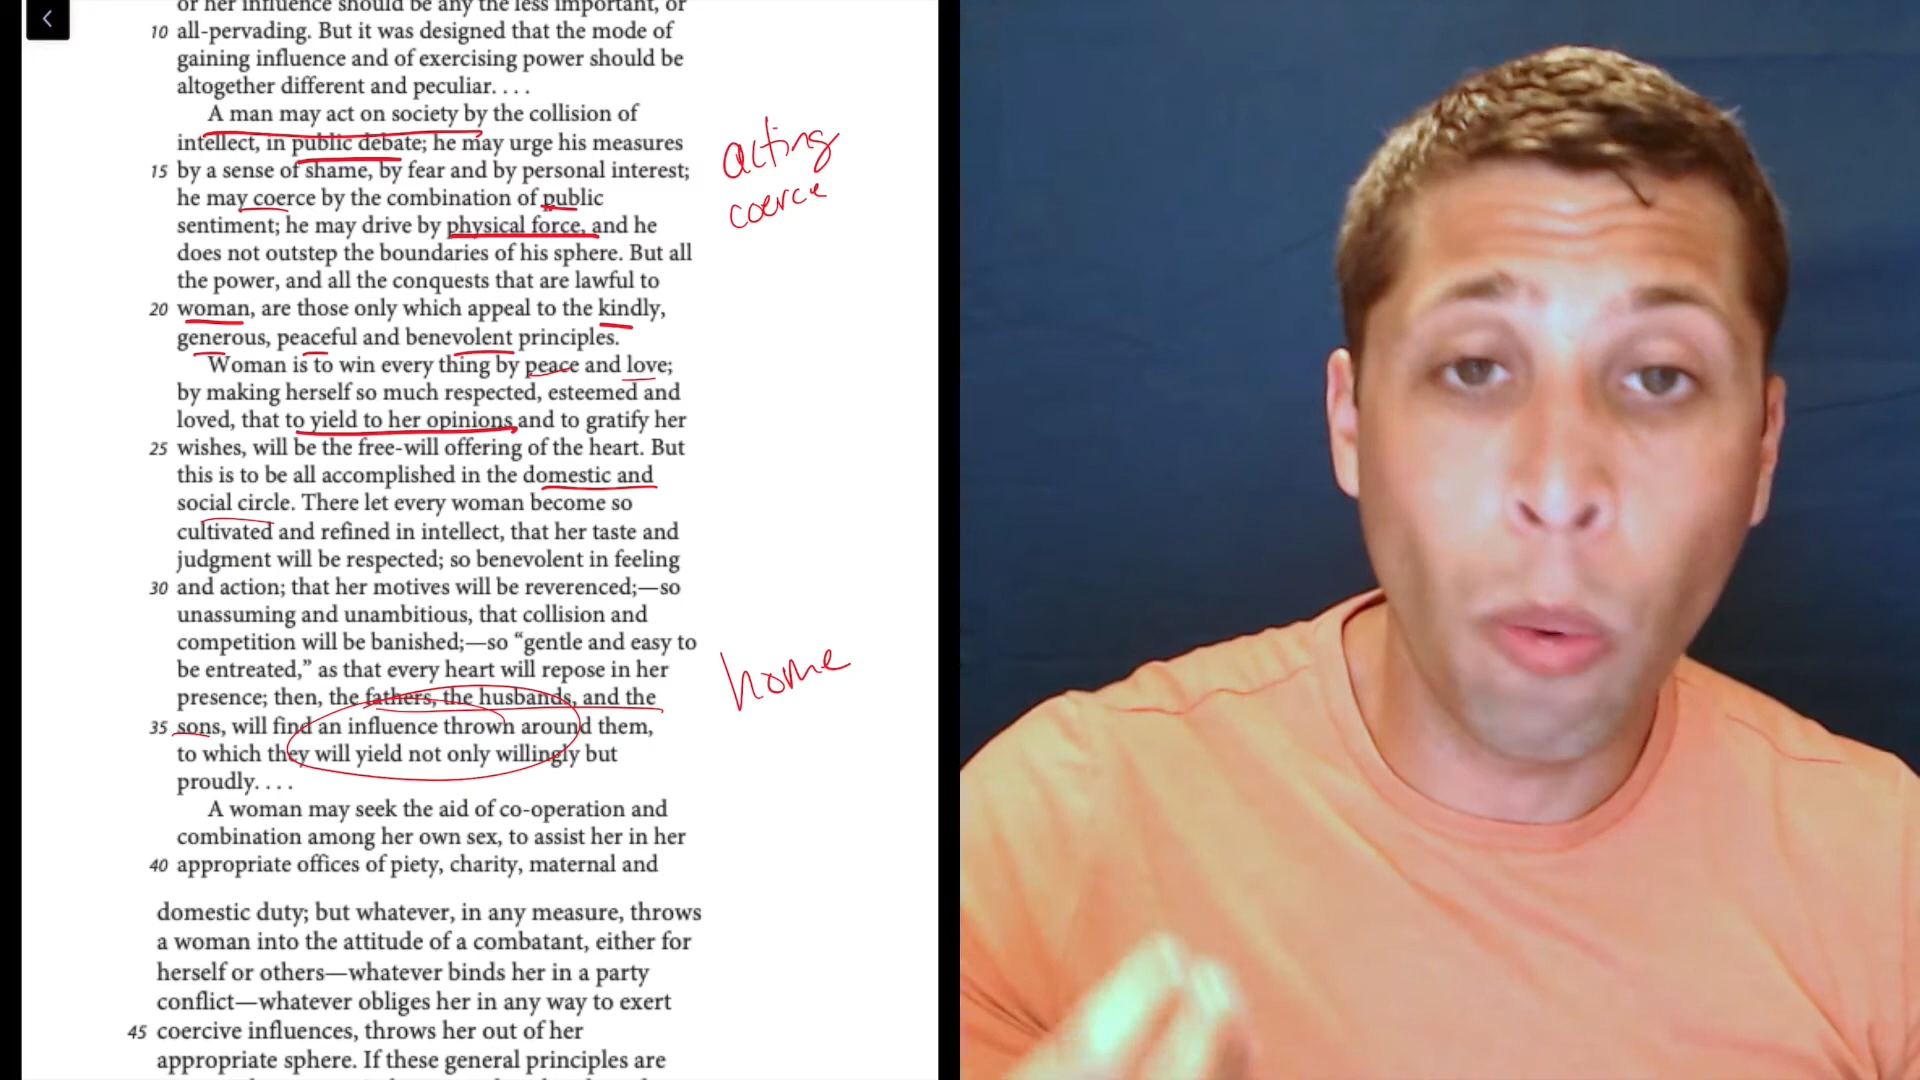 or her influence should be any the less important, or
10 all-pervading. But it was designed that the mode of
gaining influence and of exercising power should be
altogether different and peculiar. . . .
A man may act on society by the collision of
intellect, in public debate; he may urge his measures
15 by a sense of shame, by fear and by personal interest;
he may coerce by the combination of public
sentiment; he may drive by physical force, and he
does not outstep the boundaries of his sphere. But all
the power, and all the conquests that are lawful to
20 woman, are those only which appeal to the kindly,
generous, peaceful and benevolent principles.
Woman is to win every thing by peace and love;
by making herself so much respected, esteemed and
loved, that to yield to her opinions and to gratify her
25 wishes, will be the free-will offering of the heart. But
this is to be all accomplished in the domestic and
social circle. There let every woman become so
cultivated and refined in intellect, that her taste and
judgment will be respected; so benevolent in feeling
30 and action; that her motives will be reverenced;—so
unassuming and unambitious, that collision and
competition will be banished;—so “gentle and easy to
be entreated,” as that every heart will repose in her
presence; then, the fathers, the husbands, and the
35 sons, will find an influence thrown around them,
to which they will yield not only willingly but
proudly. . . .
A woman may seek the aid of co-operation and
combination among her own sex, to assist her in her
40 appropriate offices of piety, charity, maternal and
domestic duty; but whatever, in any measure, throws
a woman into the attitude of a combatant, either for
herself or others—whatever binds her in a party
conflict—whatever obliges her in any way to exert
45 coercive influences, throws her out of her
appropriate sphere. If these general principles are
acting
coerce
home